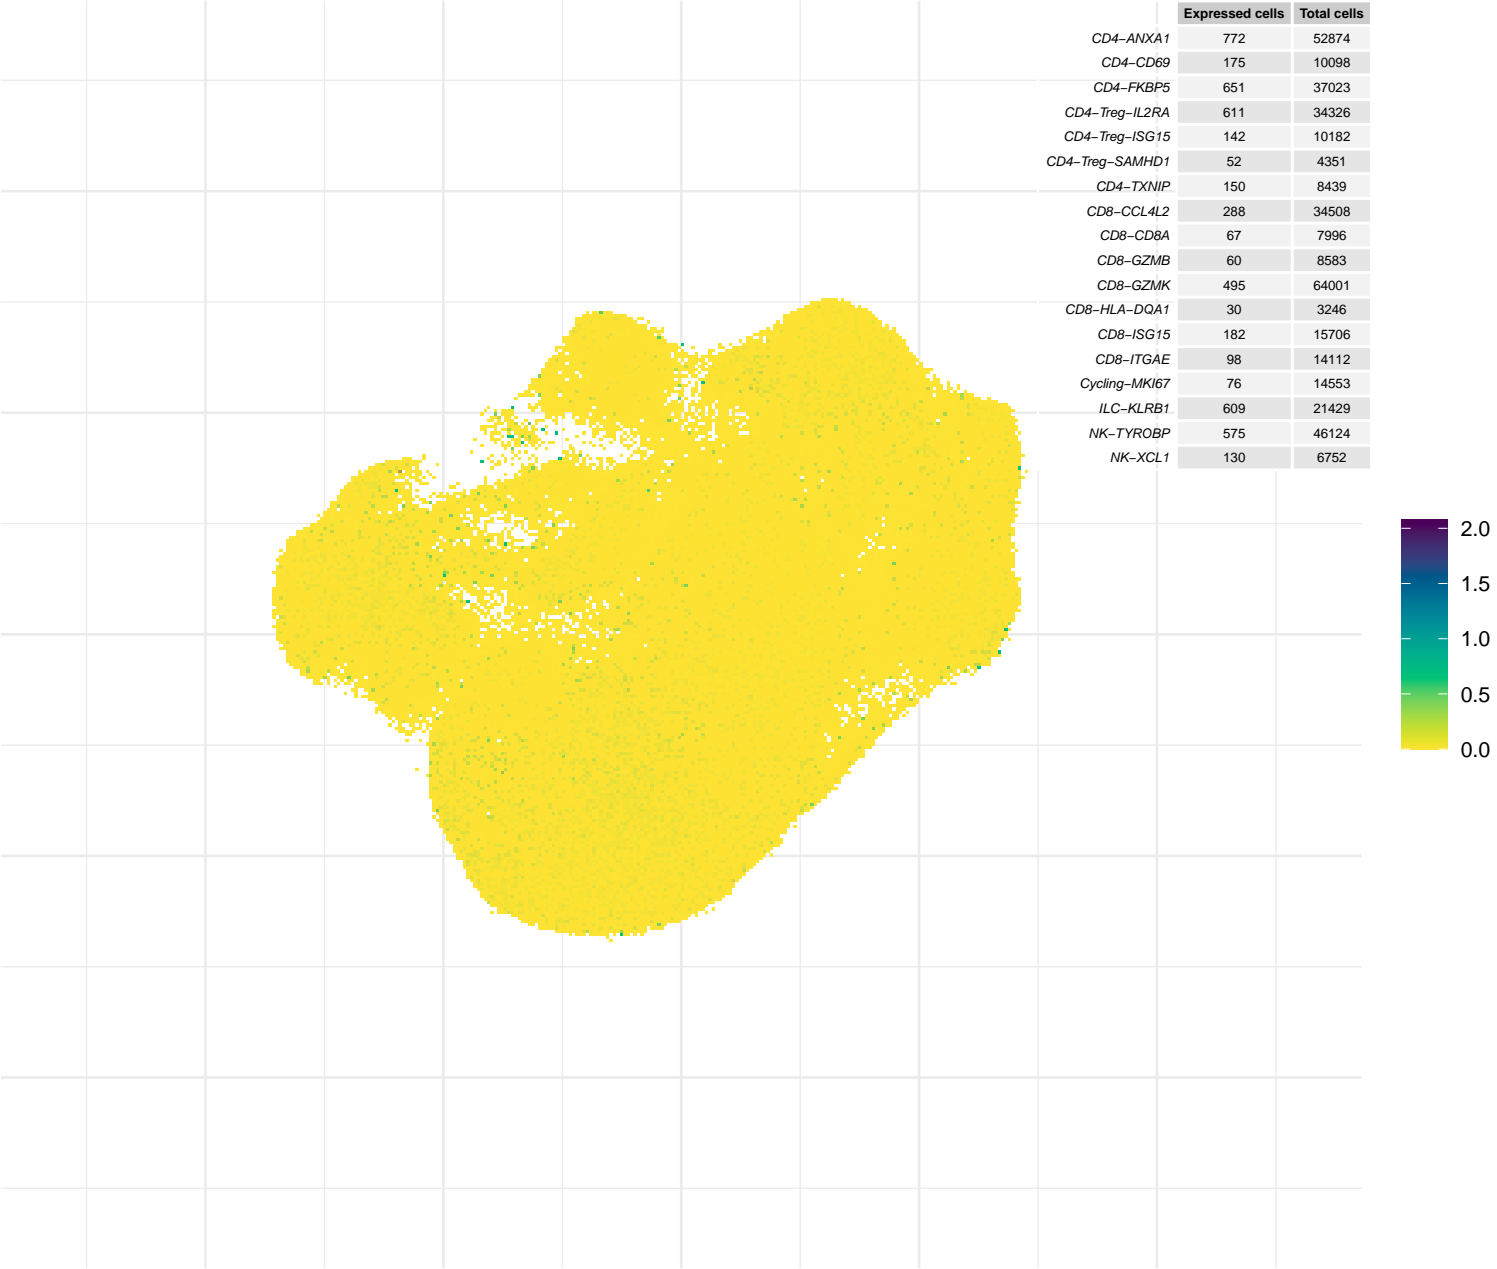 Expressed cells Total cells
CD4−ANXA1 772 52874
CD4−CD69 175 10098
CD4−FKBP5 651 37023
CD4−Treg−IL2RA 611 34326
CD4−Treg−ISG15 142 10182
CD4−Treg−SAMHD1 52 4351
CD4−TXNIP 150 8439
CD8−CCL4L2 288 34508
CD8−CD8A 67 7996
CD8−GZMB 60 8583
CD8−GZMK 495 64001
CD8−HLA−DQA1 30 3246
CD8−ISG15 182 15706
CD8−ITGAE 98 14112
Cycling−MKI67 76 14553
ILC−KLRB1 609 21429
NK−TYROBP 575 46124
NK−XCL1 130 6752
2.0
1.5
1.0
0.5
0.0